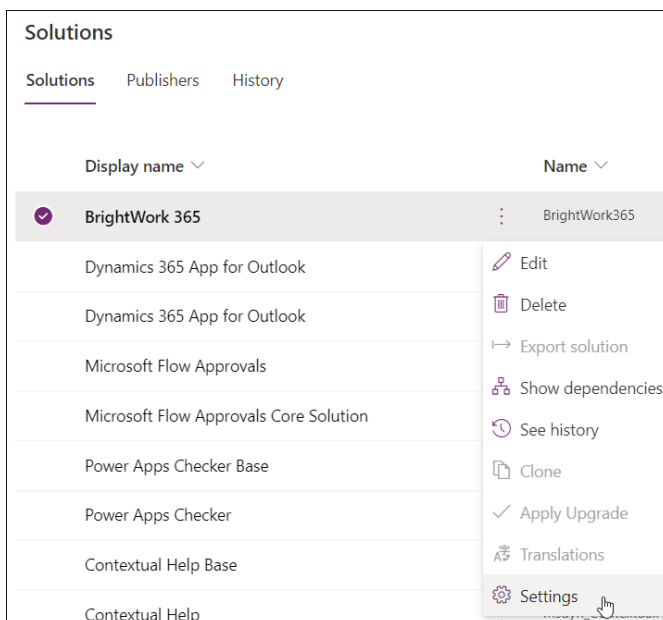 Solutions
Solutions Publishers History
Display name Name
BrightWork 365 BrightWork365
Dynamics 365 App for Outlook
Edit
Dynamics 365 App for Outlook
Delete
Export solution
Microsoft Flow Approvals
Show dependencies
Microsoft Flow Approvals Core Solution
See history
Power Apps Checker Base
Clone
Power Apps Checker
Apply Upgrade
Contextual Help Base
Translations
Settings
Contextual Help